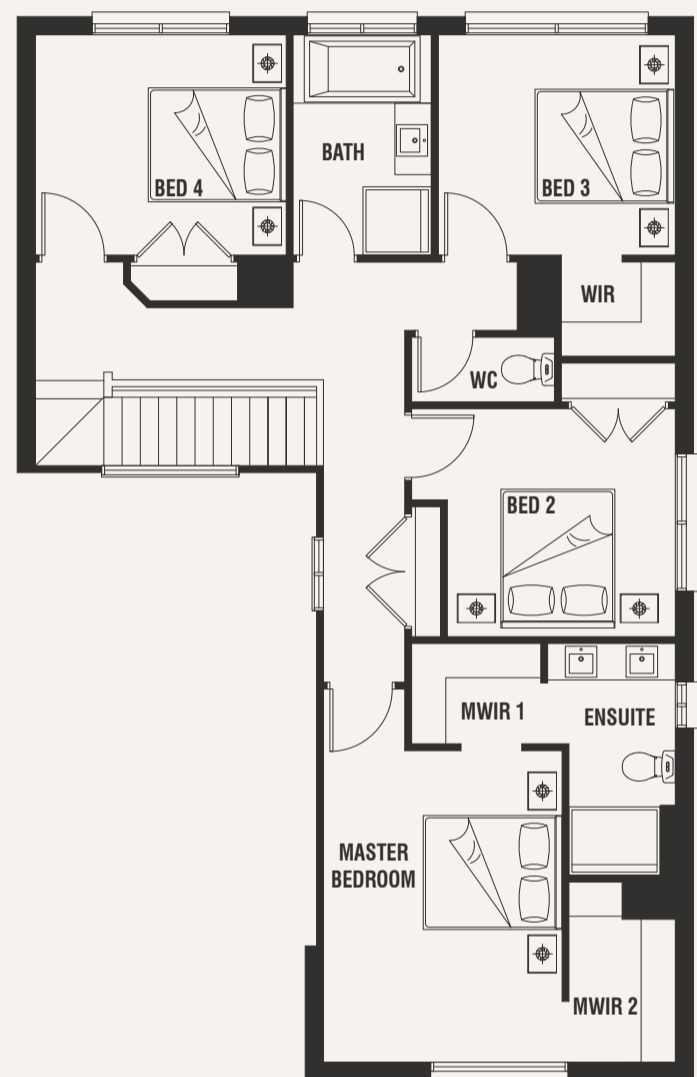 BATH
BED 4
BED 3
WIR
WC
BED 2
MWIR 1
ENSUITE
MASTER
BEDROOM
MWIR 2